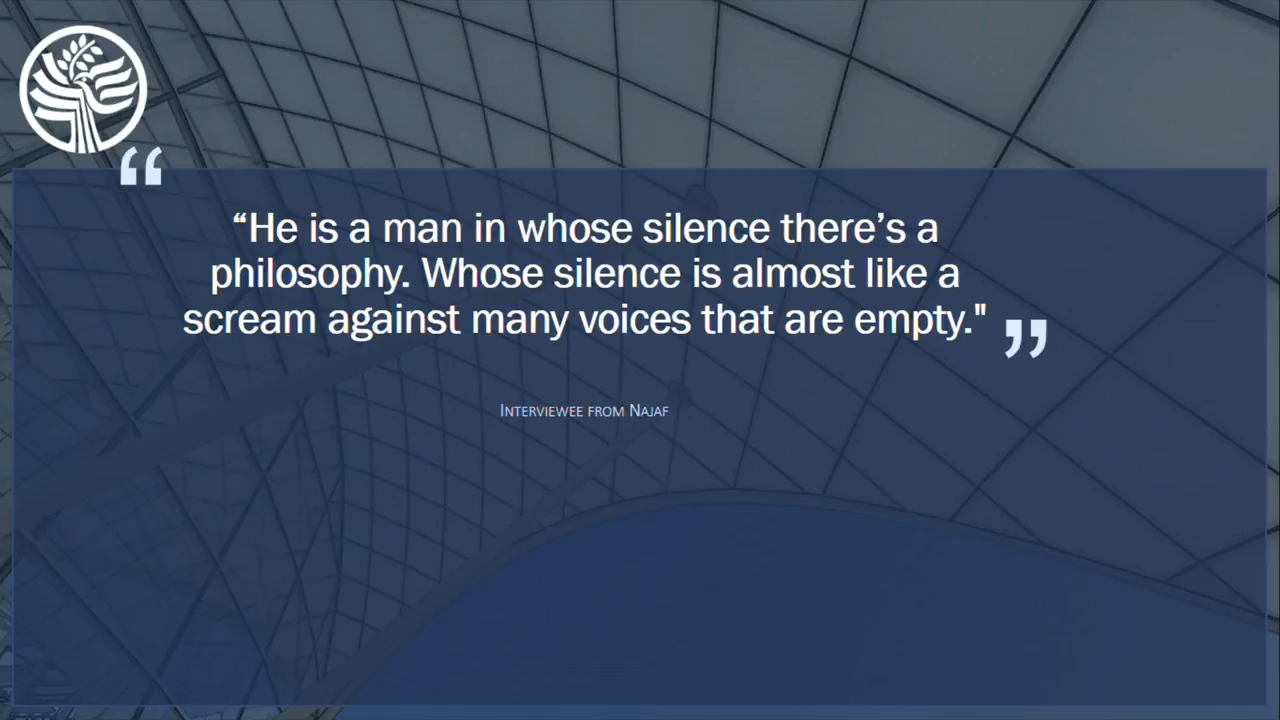 “
“He is a man in whose silence there’s a
philosophy. Whose silence is almost like a
scream against many voices that are empty."
”
Interviewee from Najaf